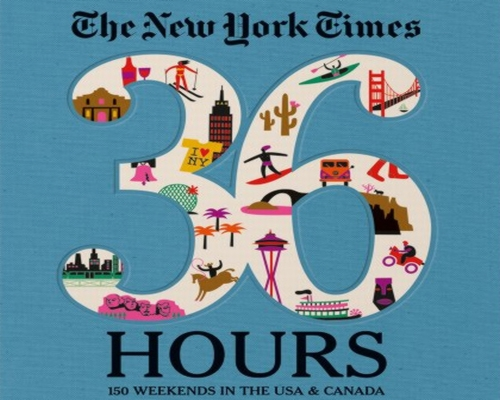 The New York Times
36
I ♥
NY
HOURS
150 WEEKENDS IN THE USA & CANADA